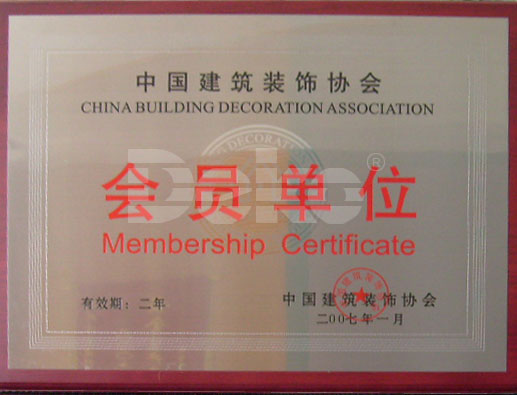 中国建筑装饰协会
CHINA BUILDING DECORATION ASSOCIATION
Deko®
会员单位
Membership Certificate
有效期：二年
中国建筑装饰协会
二00七年一月